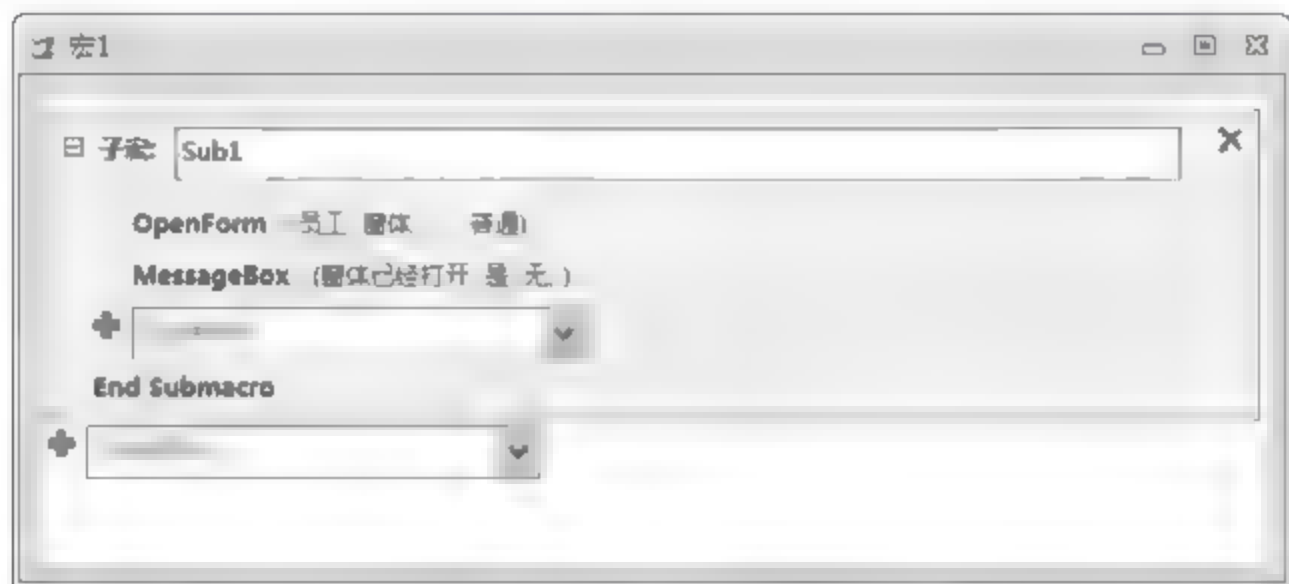 宏1
子宏: Sub1
OpenForm 员工 窗体 普通)
MessageBox (窗体已经打开 是 无, )
End Submacro